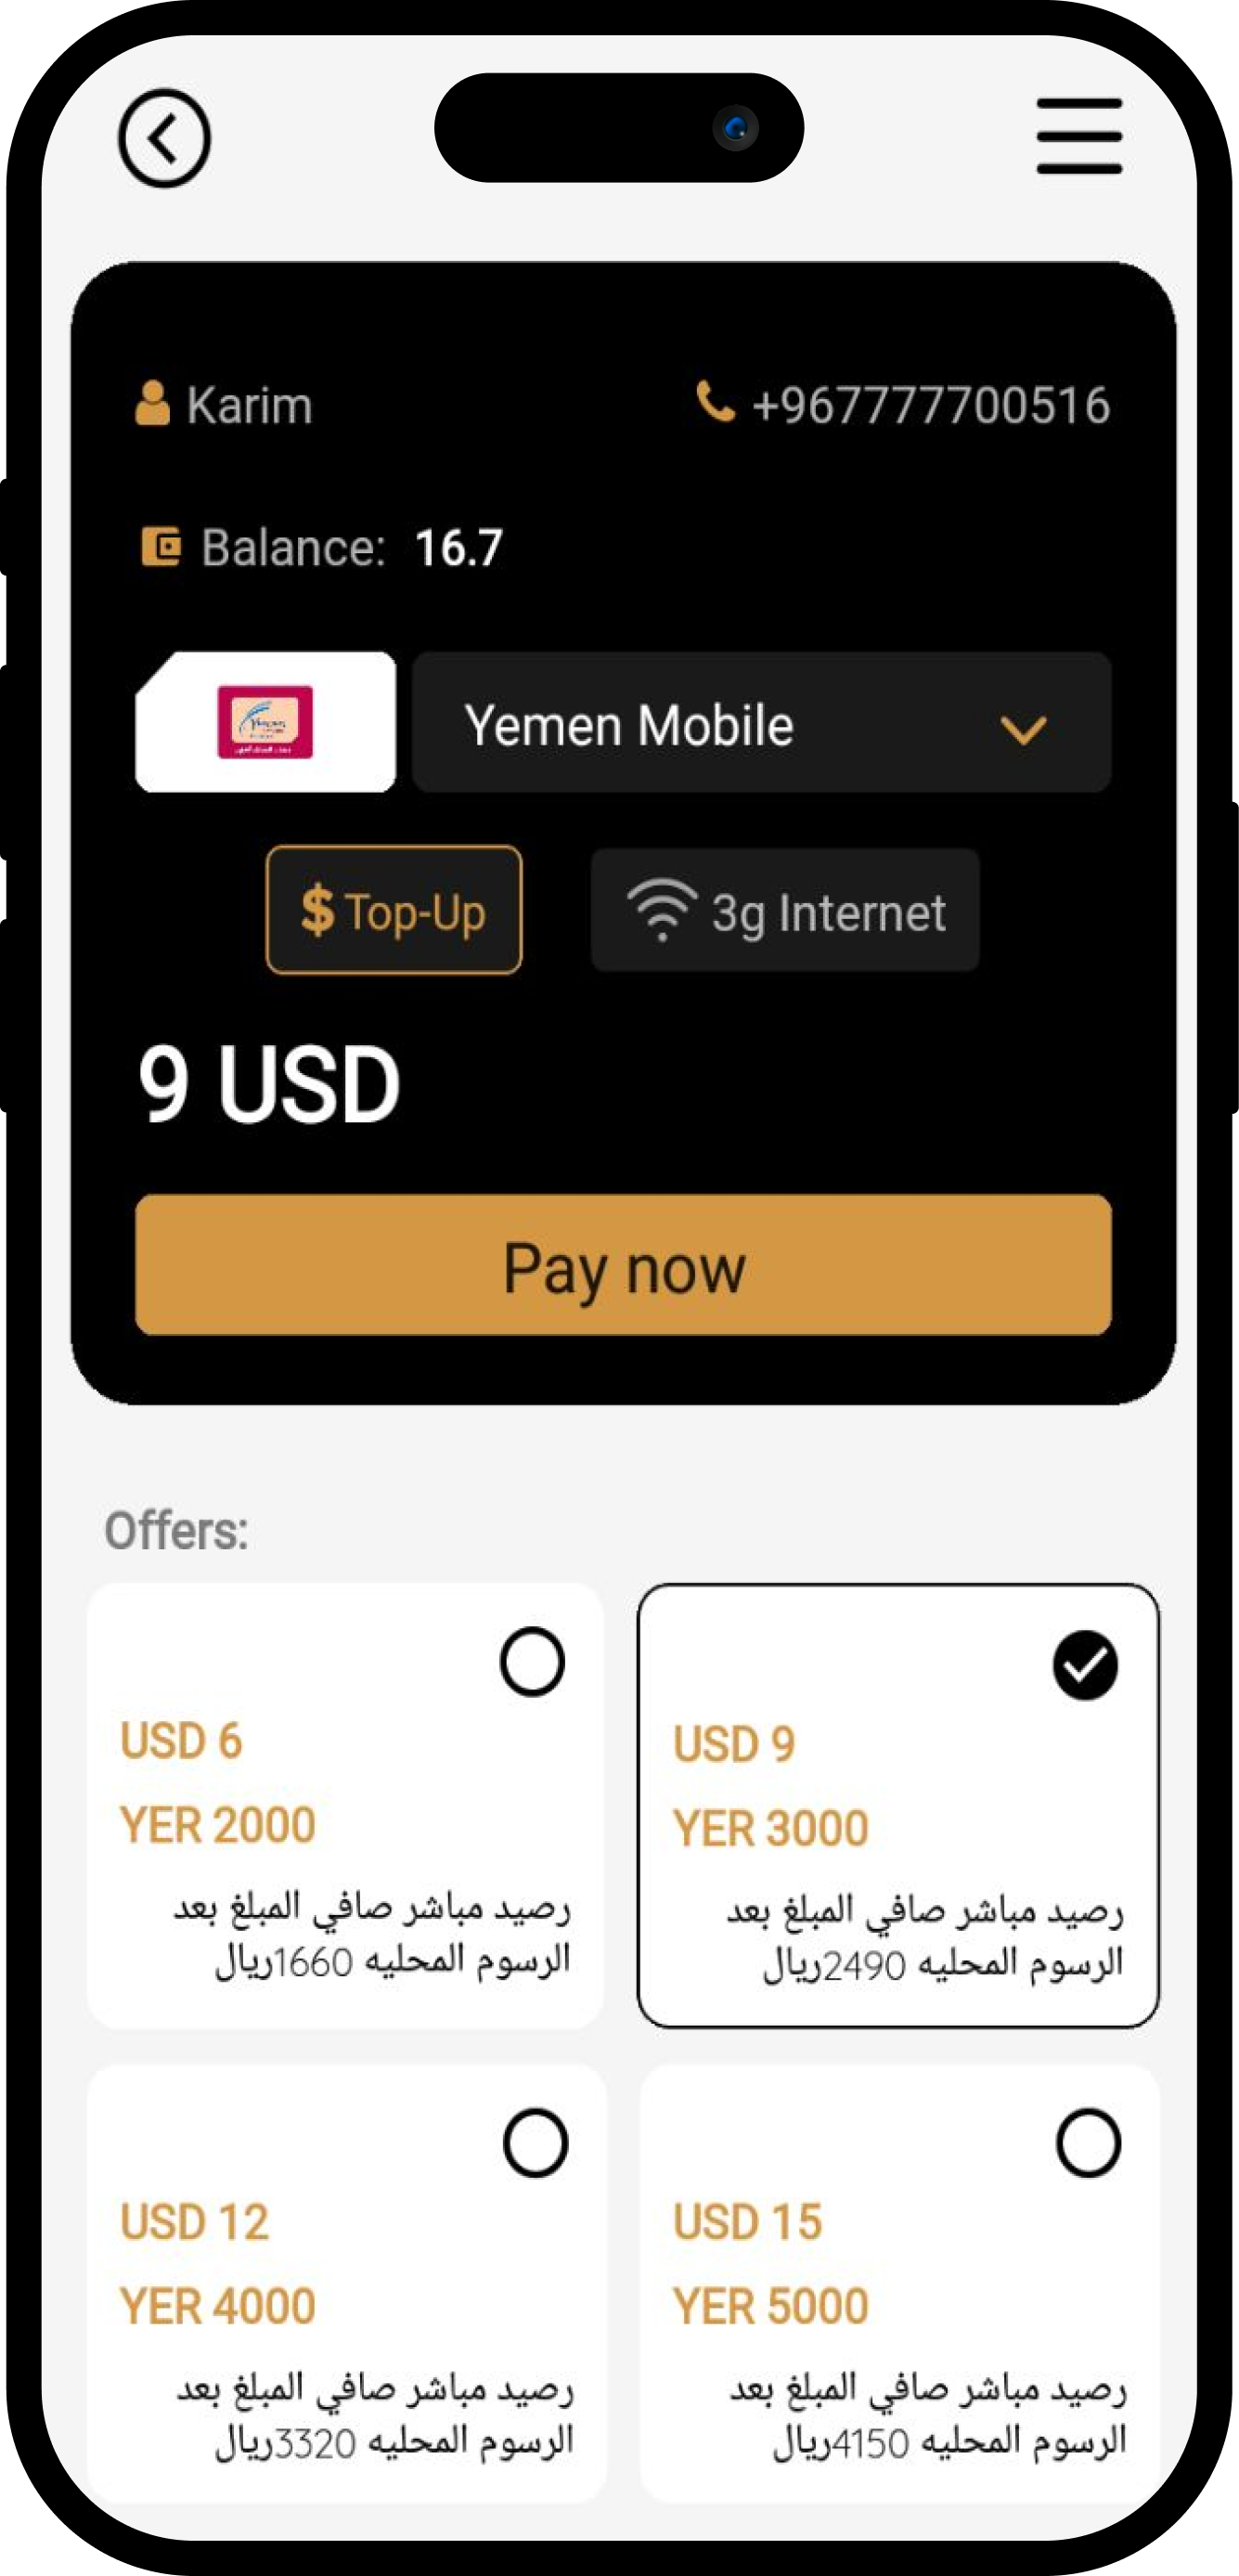 Karim
+967777700516
Balance: 16.7
Yemen Mobile
$ Top-Up
3g Internet
9 USD
Pay now
Offers:
USD 6
YER 2000
رصيد مباشر صافي المبلغ بعد
الرسوم المحليه 1660ريال
USD 9
YER 3000
رصيد مباشر صافي المبلغ بعد
الرسوم المحليه 2490ريال
USD 12
YER 4000
رصيد مباشر صافي المبلغ بعد
الرسوم المحليه 3320ريال
USD 15
YER 5000
رصيد مباشر صافي المبلغ بعد
الرسوم المحليه 4150ريال